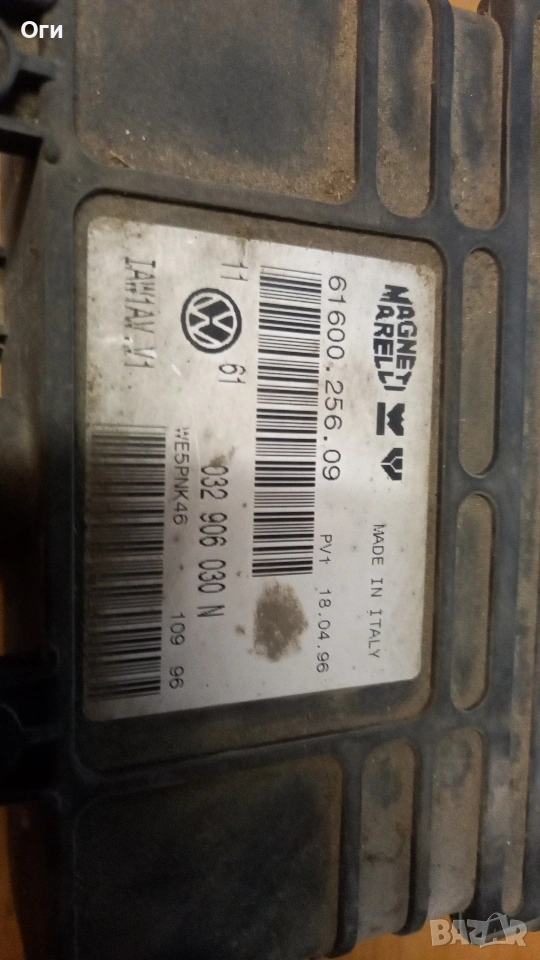 Оги
MAGNETI
MARELLI
MADE IN ITALY
61600.256.09
PV1 18.04.96
11 61
032 906 030 N
IAW1AV.V1
WE5PNK46 109 96
BAZAR